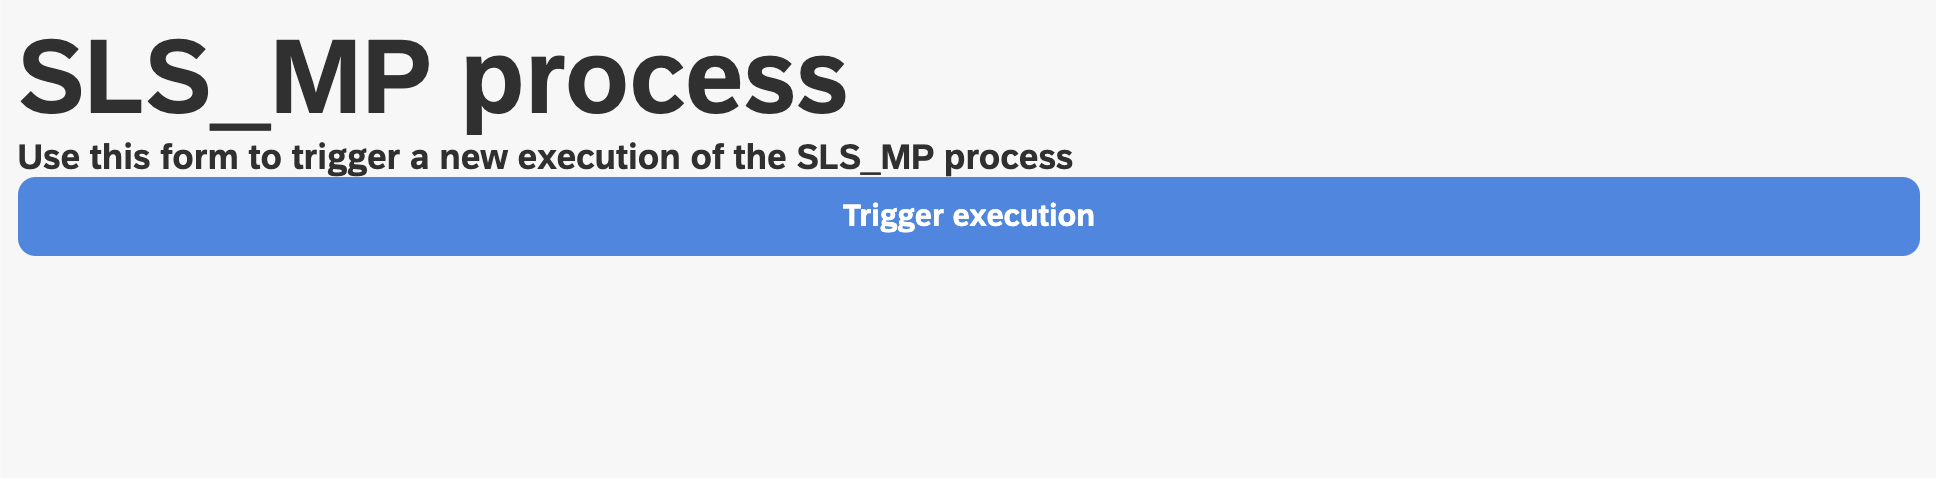 SLS_MP process
Use this form to trigger a new execution of the SLS_MP process
Trigger execution